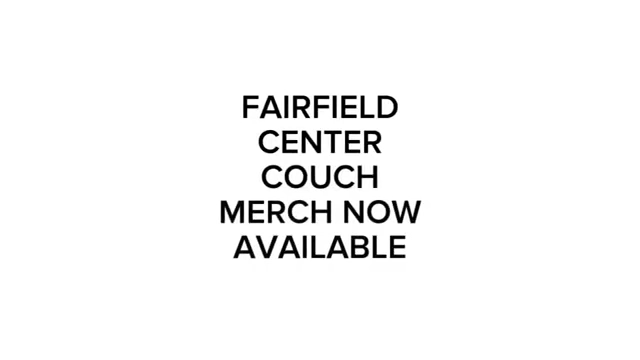 FAIRFIELD
CENTER
COUCH
MERCH NOW
AVAILABLE